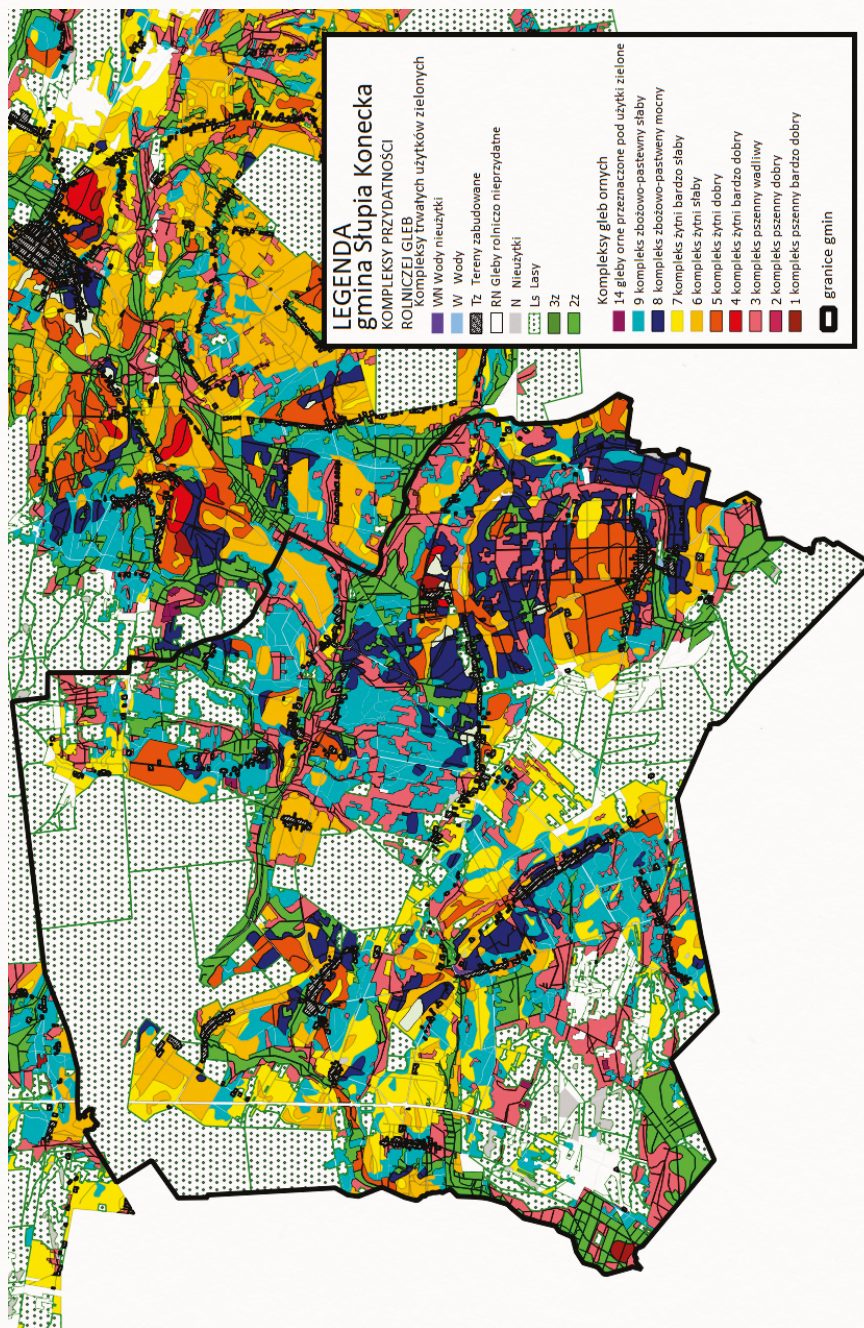 LEGENDA
gmina Słupia Konecka
KOMPLEKSY PRZYDATNOŚCI
ROLNICZEJ GLEB
Kompleksy trwałych użytków zielonych
WN Wody nieużytki
W Wody
Tz Tereny zabudowane
RN Gleby rolniczo nieprzydatne
N Nieużytki
Ls Lasy
3z
2z
Kompleksy gleb ornych
14 gleby orne przeznaczone pod użytki zielone
9 kompleks zbożowo-pastewny słaby
8 kompleks zbożowo-pastweny mocny
7 kompleks żytni bardzo słaby
6 kompleks żytni słaby
5 kompleks żytni dobry
4 kompleks żytni bardzo dobry
3 kompleks pszenny wadliwy
2 kompleks pszenny dobry
1 kompleks pszenny bardzo dobry
granice gmin